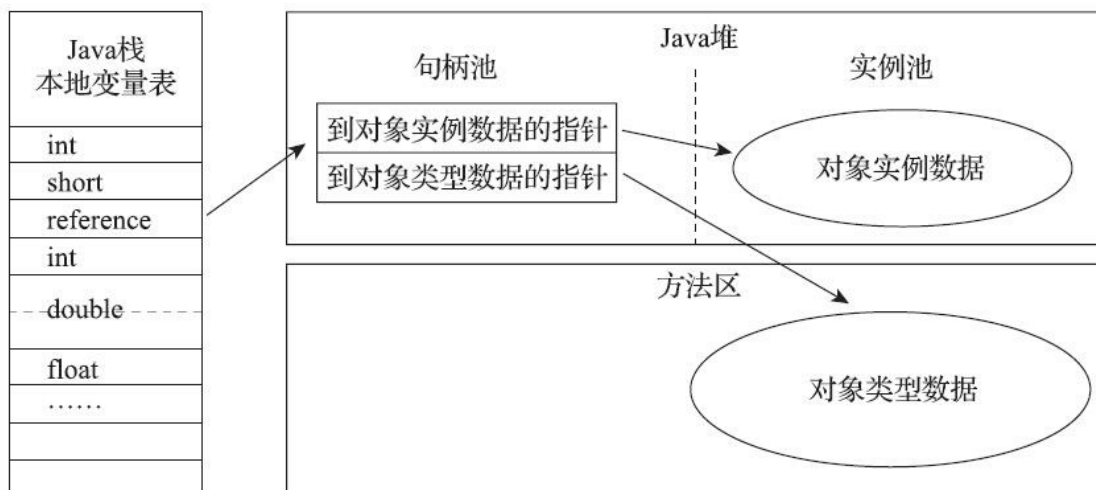 Java栈
本地变量表
int
short
reference
int
double
float
……
Java堆
句柄池
实例池
到对象实例数据的指针
到对象类型数据的指针
对象实例数据
方法区
对象类型数据